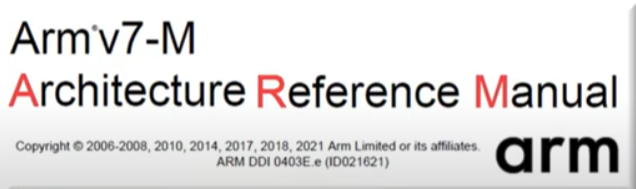 Arm®v7-M
Architecture Reference Manual
Copyright © 2006-2008, 2010, 2014, 2017, 2018, 2021 Arm Limited or its affiliates.
ARM DDI 0403E.e (ID021621)
arm